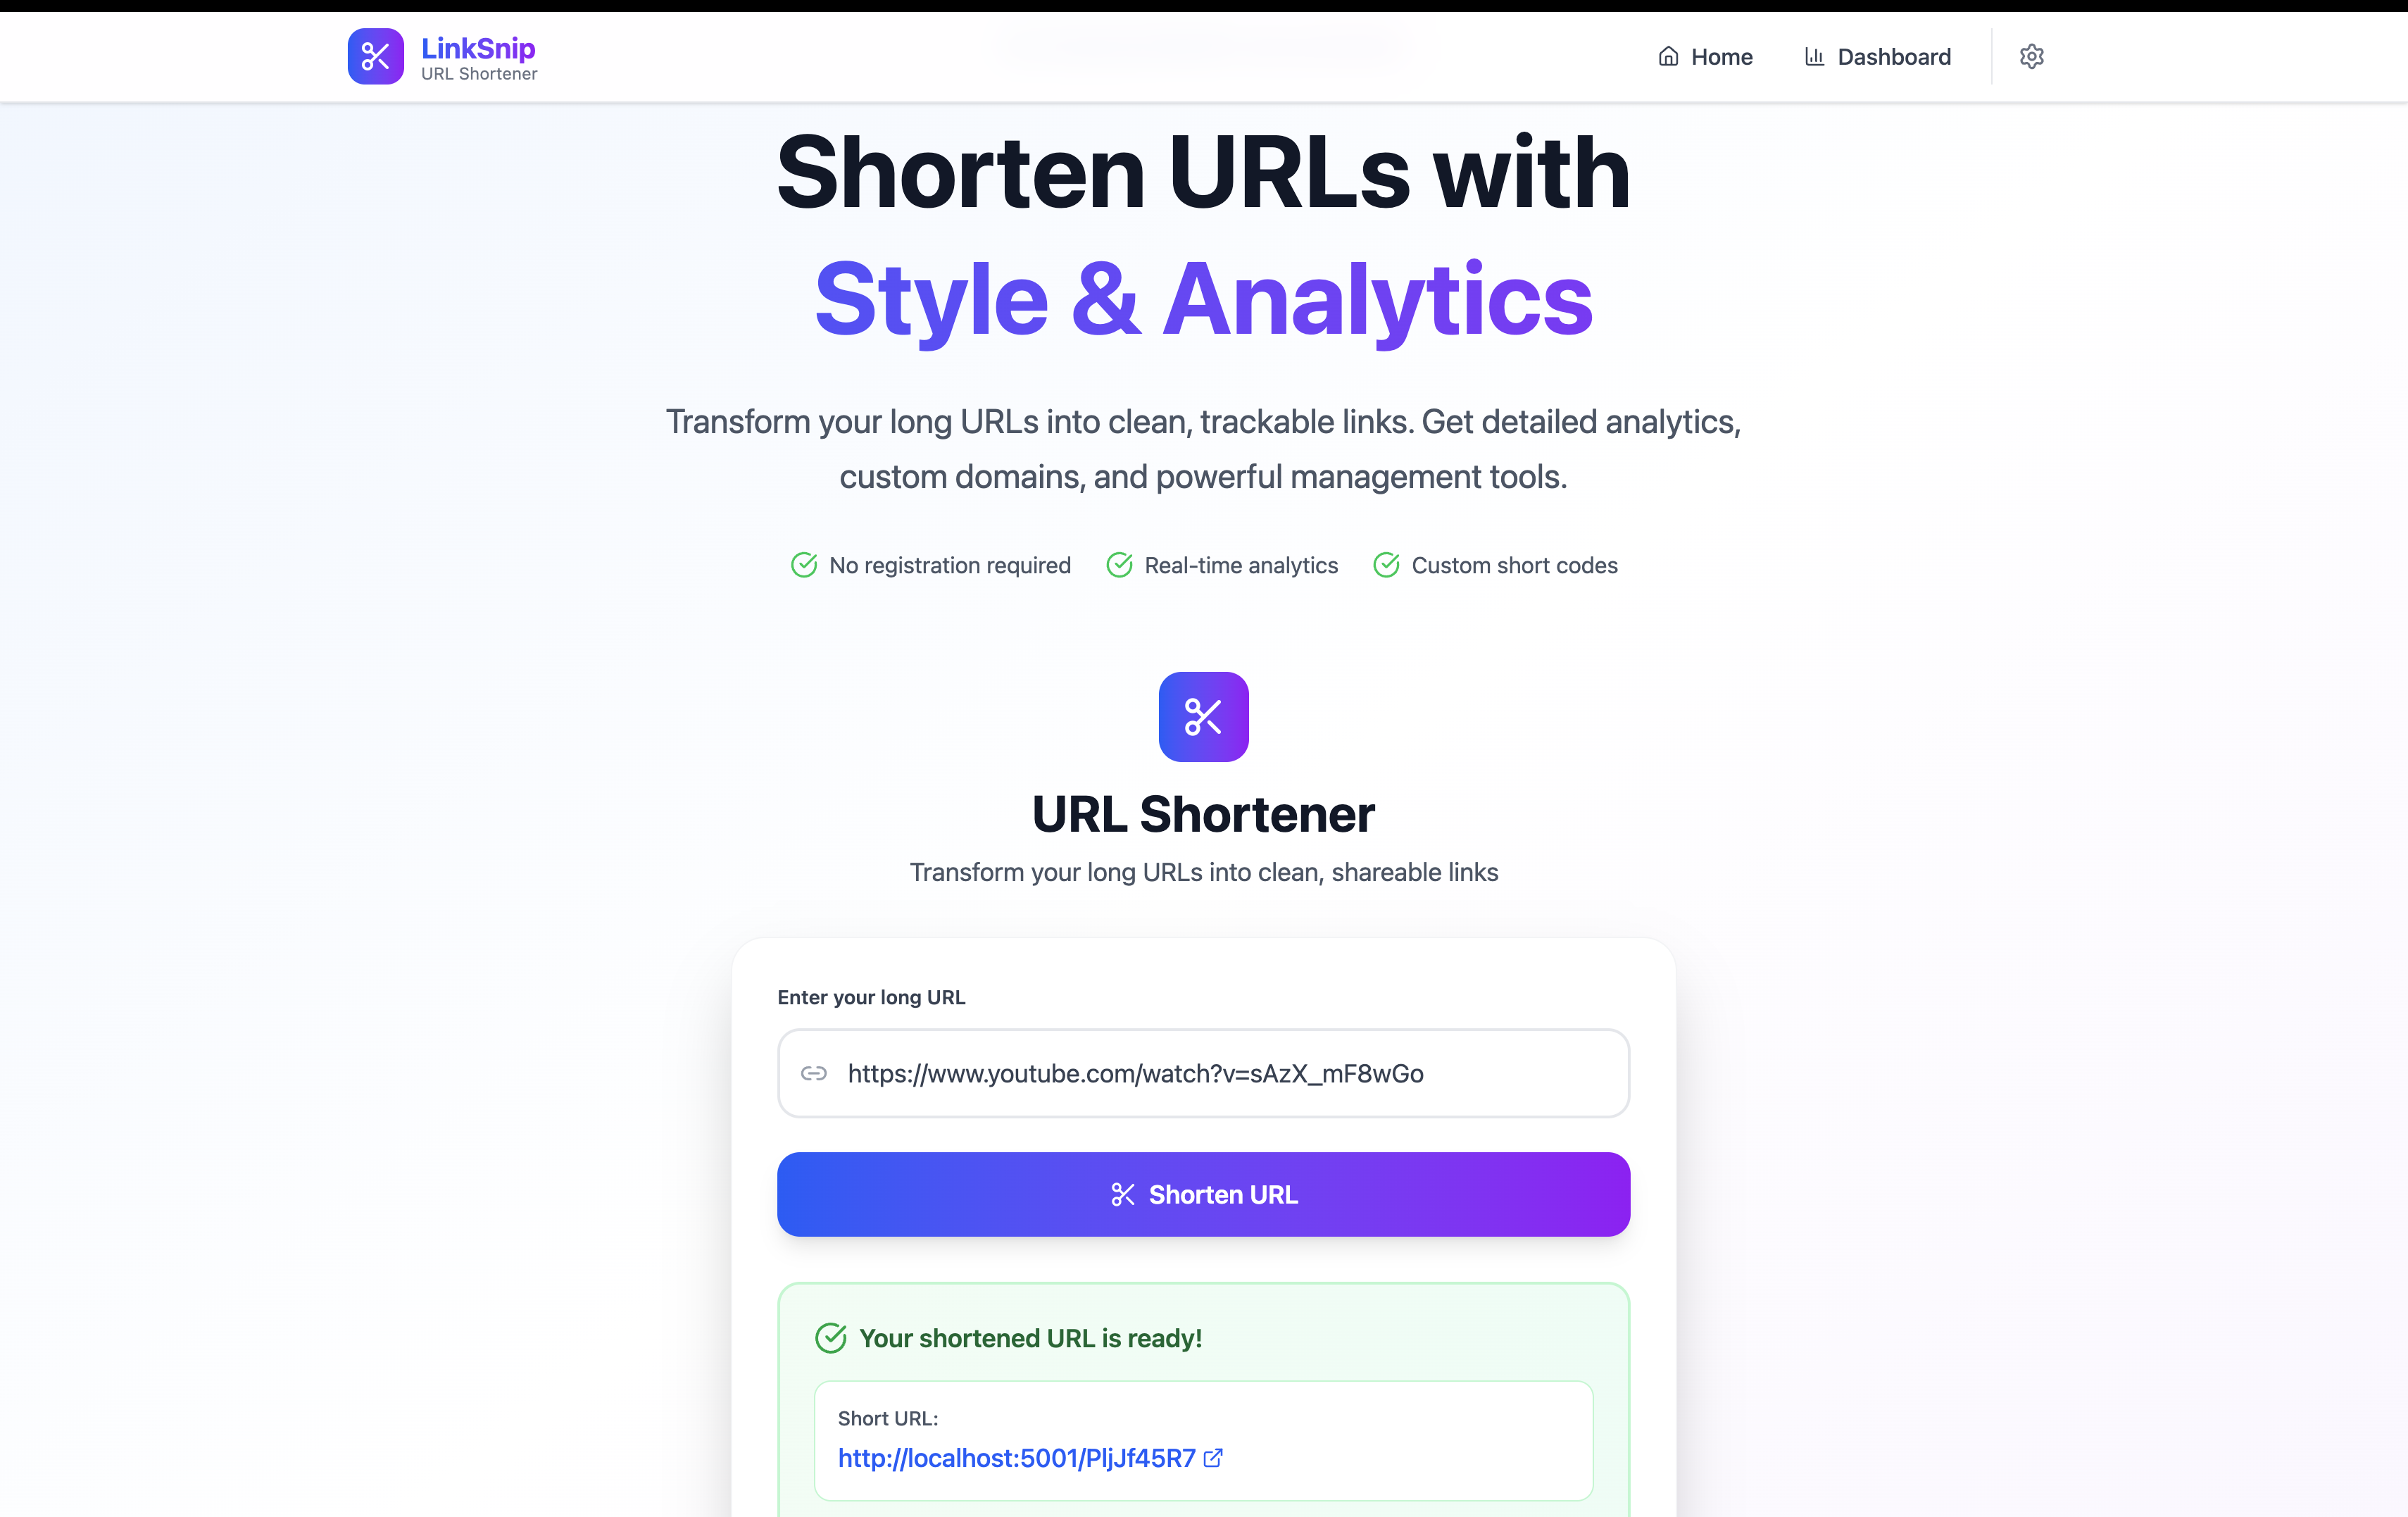 LinkSnip
URL Shortener
Home
Dashboard
Shorten URLs with
Style & Analytics
Transform your long URLs into clean, trackable links. Get detailed analytics,
custom domains, and powerful management tools.
No registration required
Real-time analytics
Custom short codes
URL Shortener
Transform your long URLs into clean, shareable links
Enter your long URL
https://www.youtube.com/watch?v=sAzX_mF8wGo
Shorten URL
Your shortened URL is ready!
Short URL:
http://localhost:5001/PljJf45R7